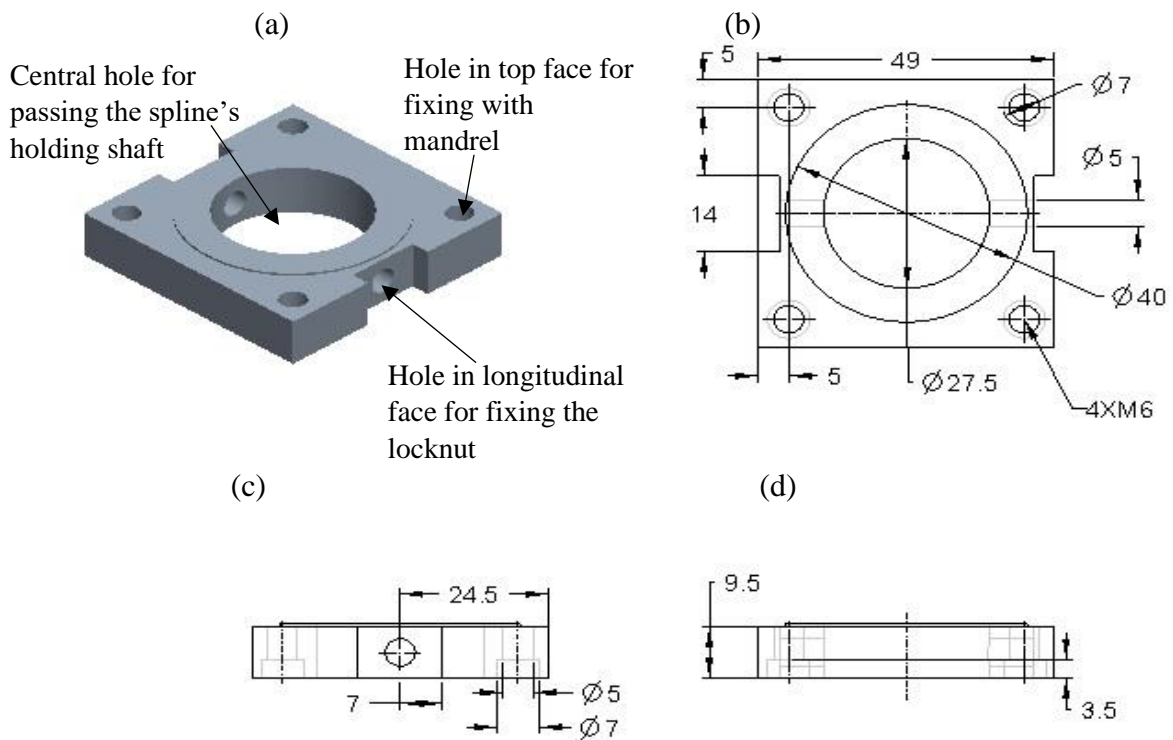 (a)
Central hole for
passing the spline’s
holding shaft
Hole in top face for
fixing with
mandrel
Hole in longitudinal
face for fixing the
locknut
(b)
5
49
Ø7
Ø5
14
Ø40
5
Ø27.5
4XM6
(c)
24.5
7
Ø5
Ø7
(d)
9.5
3.5